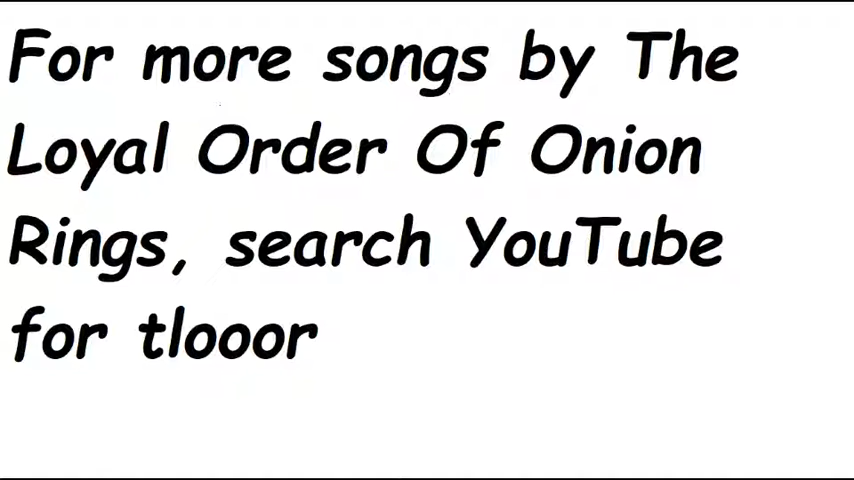 For more songs by The
Loyal Order Of Onion
Rings, search YouTube
for tlooor